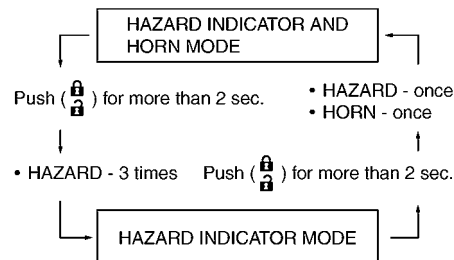 HAZARD INDICATOR AND
HORN MODE
Push ( ) for more than 2 sec.
• HAZARD - once
• HORN - once
• HAZARD - 3 times
Push ( ) for more than 2 sec.
HAZARD INDICATOR MODE